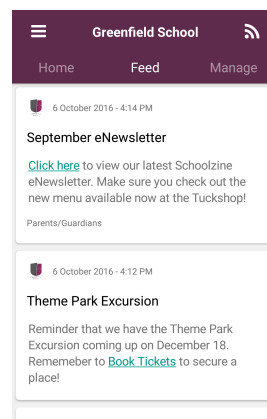 Greenfield School
Home Feed Manage
6 October 2016 - 4:14 PM
September eNewsletter
Click here to view our latest Schoolzine
eNewsletter. Make sure you check out the
new menu available now at the Tuckshop!
Parents/Guardians
6 October 2016 - 4:12 PM
Theme Park Excursion
Reminder that we have the Theme Park
Excursion coming up on December 18.
Rememeber to Book Tickets to secure a
place!